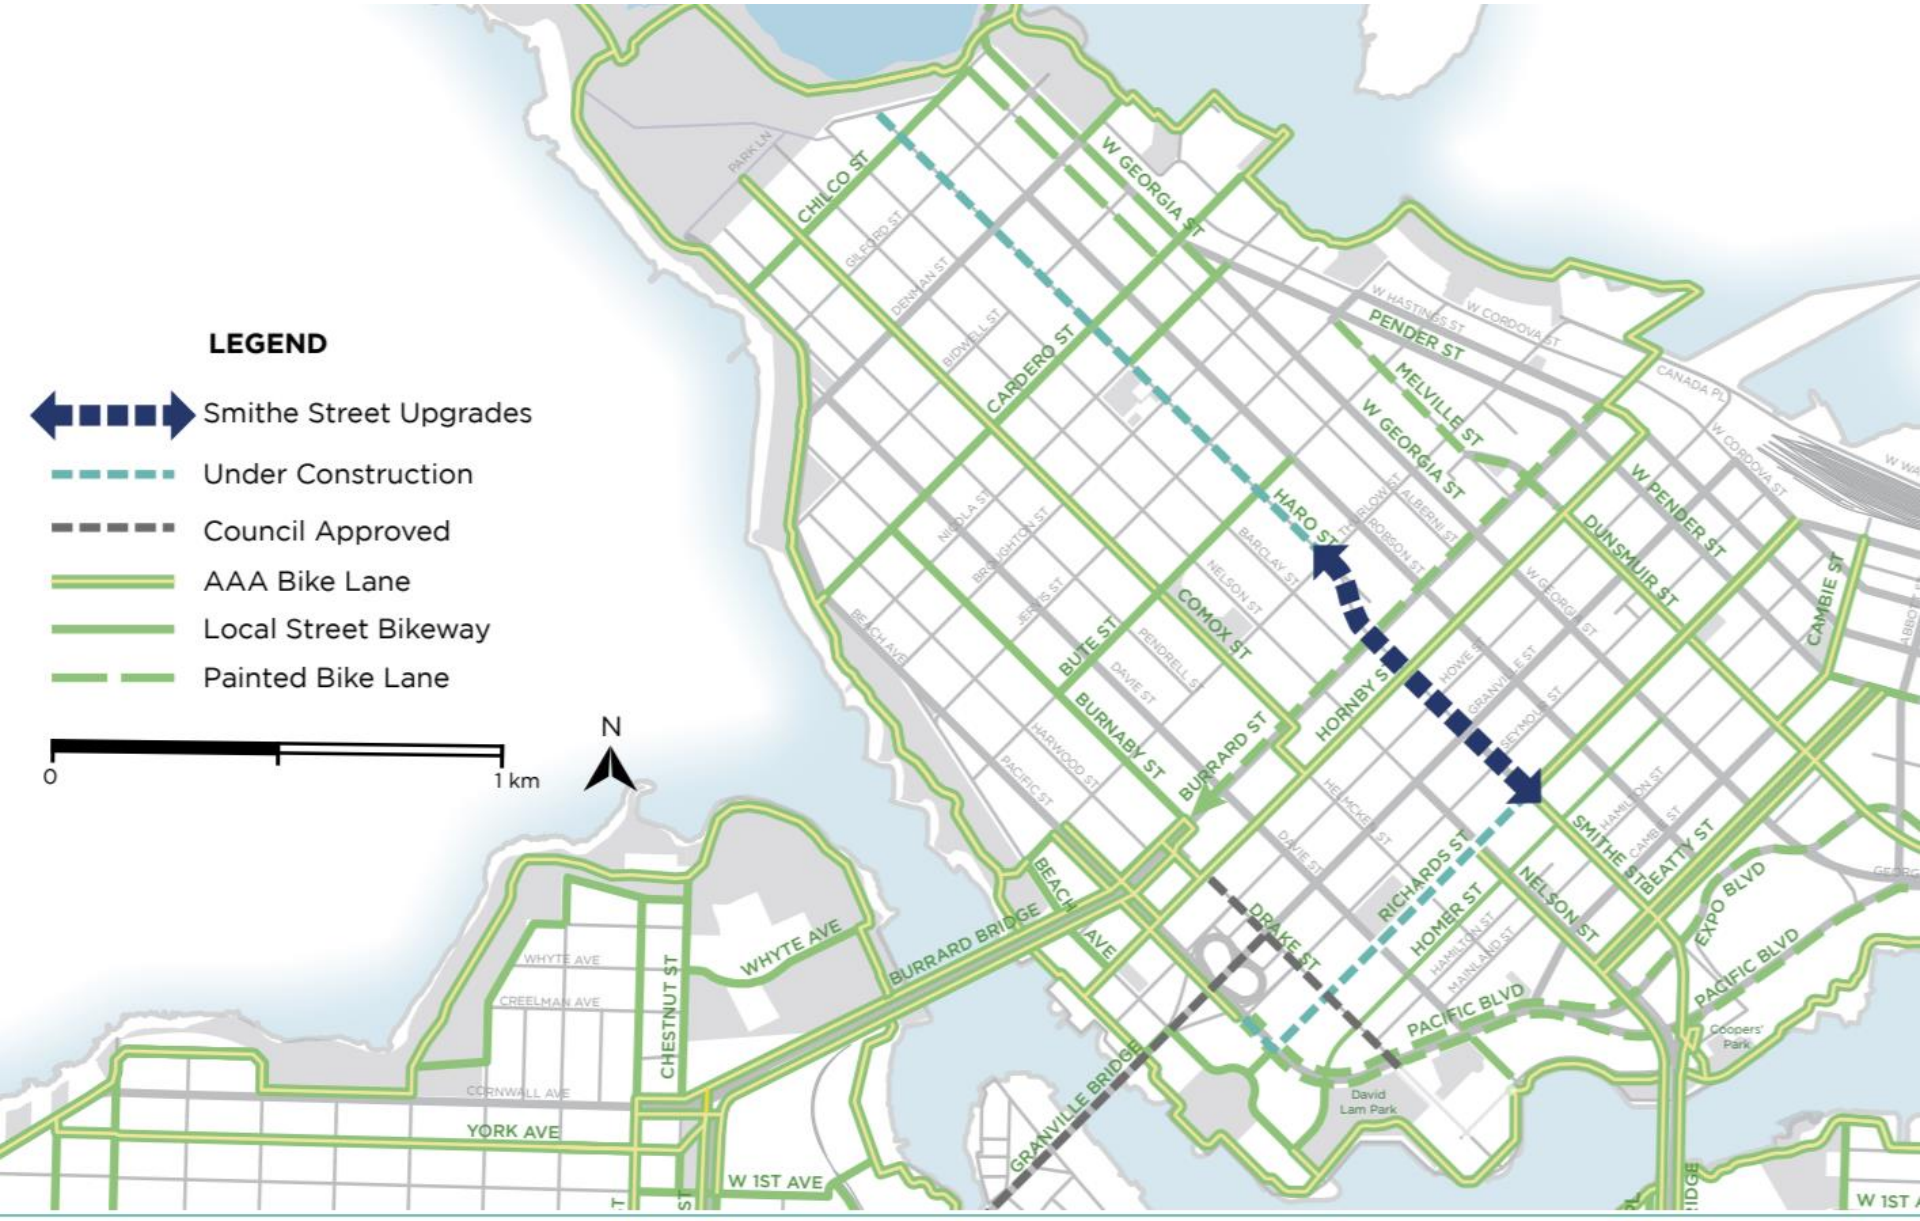 LEGEND
Smithe Street Upgrades
Under Construction
Council Approved
AAA Bike Lane
Local Street Bikeway
Painted Bike Lane
0
1 km
N
PARK LN
CHILCO ST
GILFORD ST
DENMAN ST
BIDWELL ST
CARDERO ST
W GEORGIA ST
W HASTINGS ST
W CORDOVA ST
PENDER ST
MELVILLE ST
W GEORGIA ST
CANADA PL
W CORDOVA ST
W WA
W PENDER ST
DUNSMUIR ST
CAMBIE ST
ABBOTT
NICOLA ST
BROUGHTON ST
JERVIS ST
BEACH AVE
HARO ST
THURLOW ST
ALBERNI ST
ROBSON ST
BARCLAY ST
NELSON ST
COMOX ST
BUTE ST
PENDRELL ST
DAVIE ST
BURNABY ST
HARWOOD ST
PACIFIC ST
BURRARD ST
HORNBY S
W GEORGIA ST
HOWE ST
GRANVILLE ST
SEYMOUR ST
HELMCKEN ST
DAVIE ST
HAMILTON ST
CAMBIE ST
SMITHE ST
BEATTY ST
EXPO BLVD
GEORG
NELSON ST
RICHARDS ST
HOMER ST
HAMILTON ST
MAINLAND ST
DRAKE ST
PACIFIC BLVD
PACIFIC BLVD
Coopers'
Park
David
Lam Park
BEACH AVE
BURRARD BRIDGE
GRANVILLE BRIDGE
WHYTE AVE
WHYTE AVE
CREELMAN AVE
CHESTNUT ST
CORNWALL AVE
YORK AVE
W 1ST AVE
T
ST
PL
RIDGE
W 1ST A